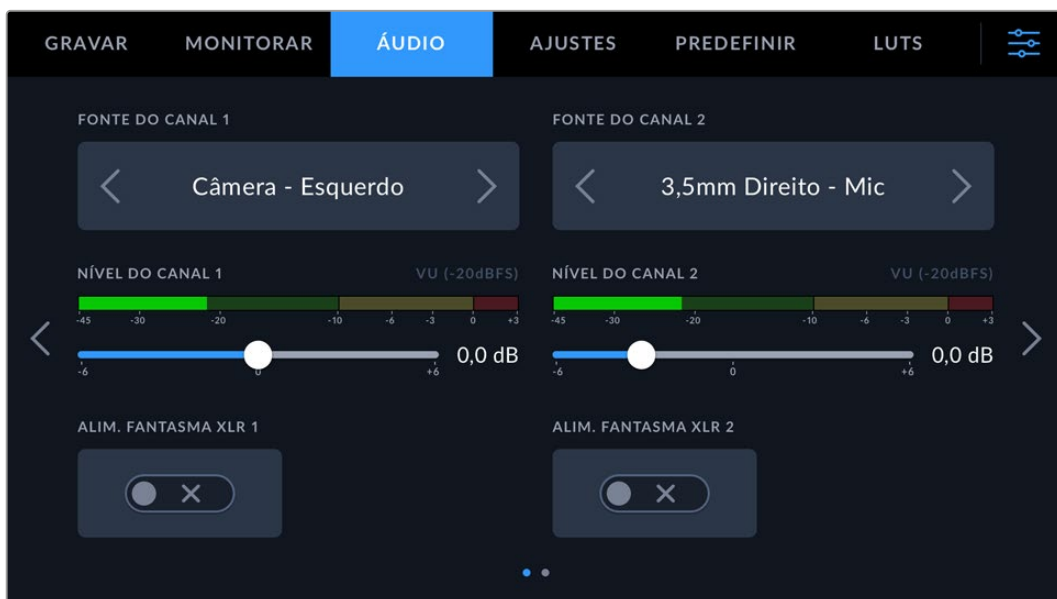 GRAVAR MONITORAR ÁUDIO AJUSTES PREDEFINIR LUTS
FONTE DO CANAL 1 FONTE DO CANAL 2
Câmera - Esquerdo 3,5mm Direito - Mic
NÍVEL DO CANAL 1 VU (-20dBFS) NÍVEL DO CANAL 2 VU (-20dBFS)
-45 -30 -20 -10 -6 -3 0 +3 -45 -30 -20 -10 -6 -3 0 +3
0,0 dB 0,0 dB
-6 0 +6 -6 0 +6
ALIM. FANTASMA XLR 1 ALIM. FANTASMA XLR 2